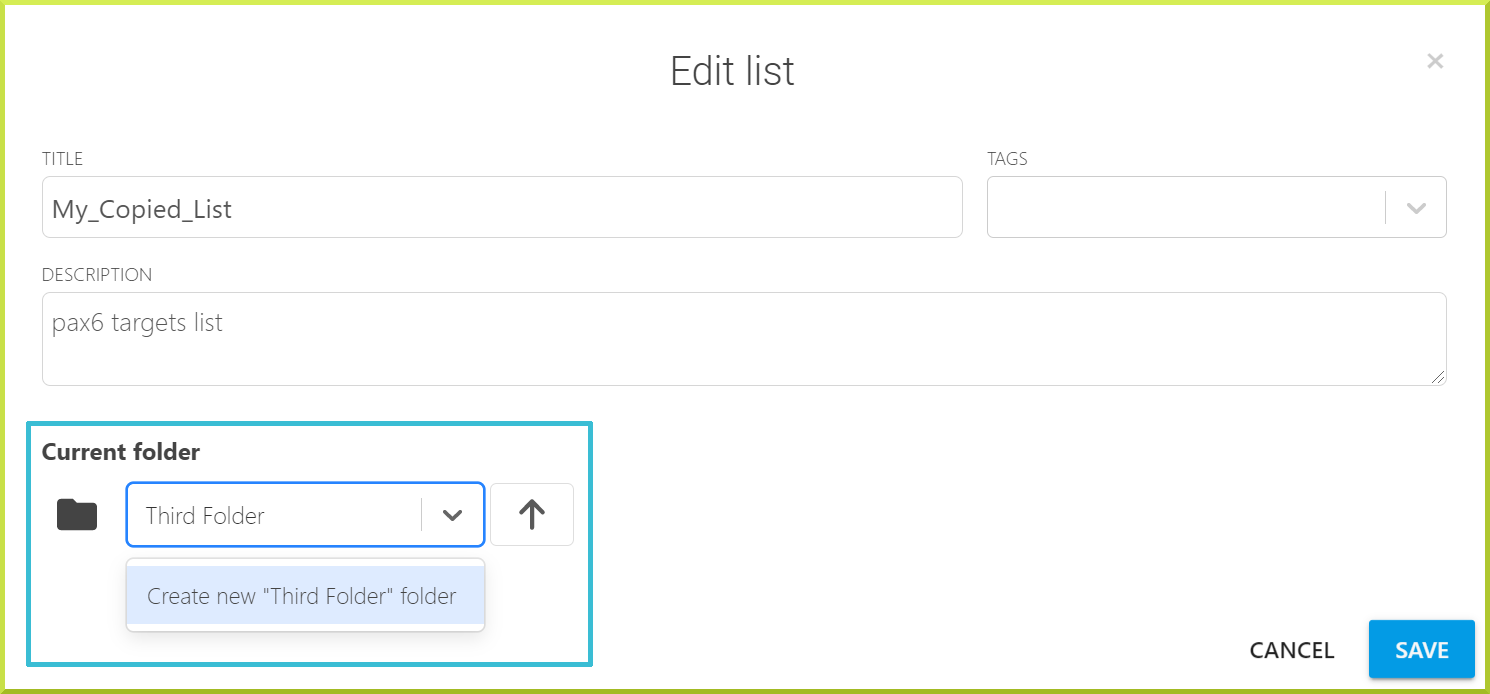 Edit list
×
TITLE
TAGS
My_Copied_List
DESCRIPTION
pax6 targets list
Current folder
Third Folder
Create new "Third Folder" folder
CANCEL
SAVE